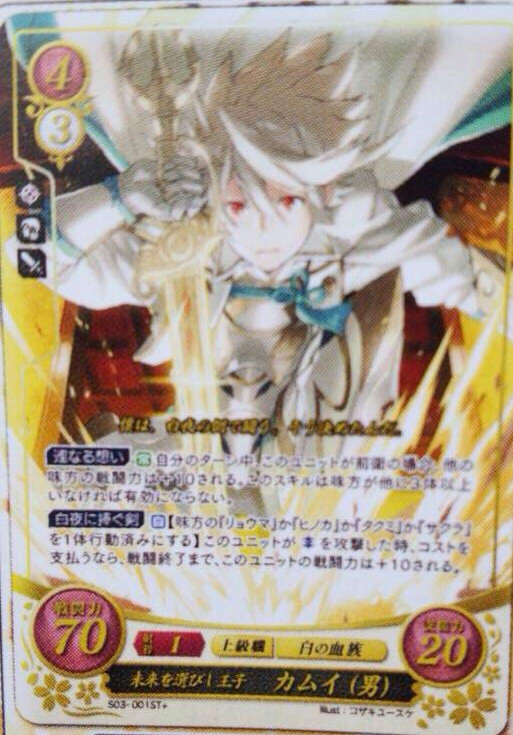 4
3
僕は、白夜の側で闘う。そう決めたんだ。
連なる想い 自分のターン中、このユニットが前衛の場合、他の
味方の戦闘力は+10される。このスキルは味方が他に3体以上
いなければ有効にならない。
白夜に捧ぐ剣 【味方の『リョウマ』か『ヒノカ』か『タクミ』か『サクラ』
を1体行動済みにする】このユニットが を攻撃した時、コストを
支払うなら、戦闘終了まで、このユニットの戦闘力は+10される。
戦闘力
70
射程 1 上級職 白の血族
支援力
20
未来を選びし王子 カムイ(男)
S03-001ST+ Illust:コザキユースケ